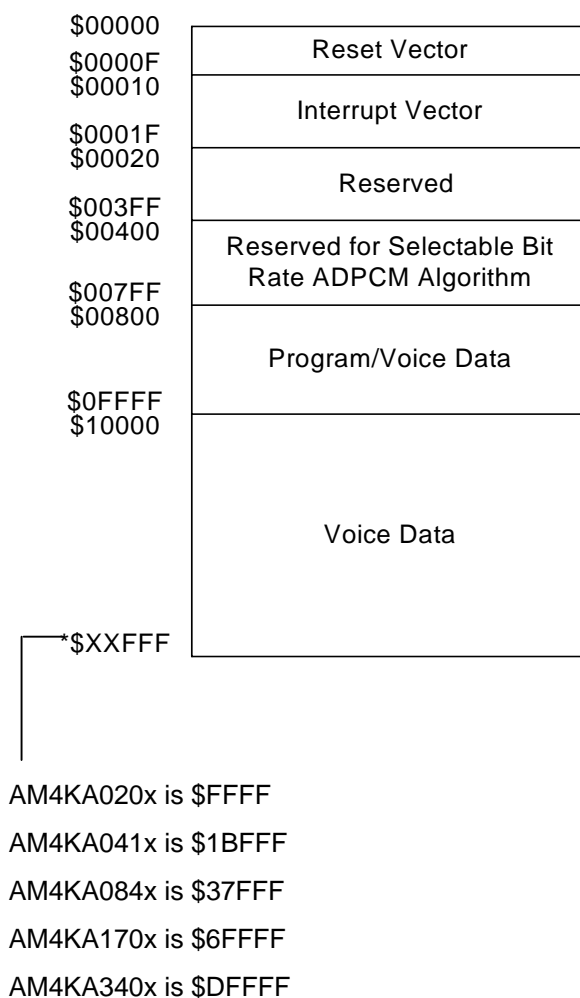 $00000
Reset Vector
$0000F
$00010
Interrupt Vector
$0001F
$00020
Reserved
$003FF
$00400
Reserved for Selectable Bit
Rate ADPCM Algorithm
$007FF
$00800
Program/Voice Data
$0FFFF
$10000
Voice Data
*$XXFFF
AM4KA020x is $FFFF
AM4KA041x is $1BFFF
AM4KA084x is $37FFF
AM4KA170x is $6FFFF
AM4KA340x is $DFFFF